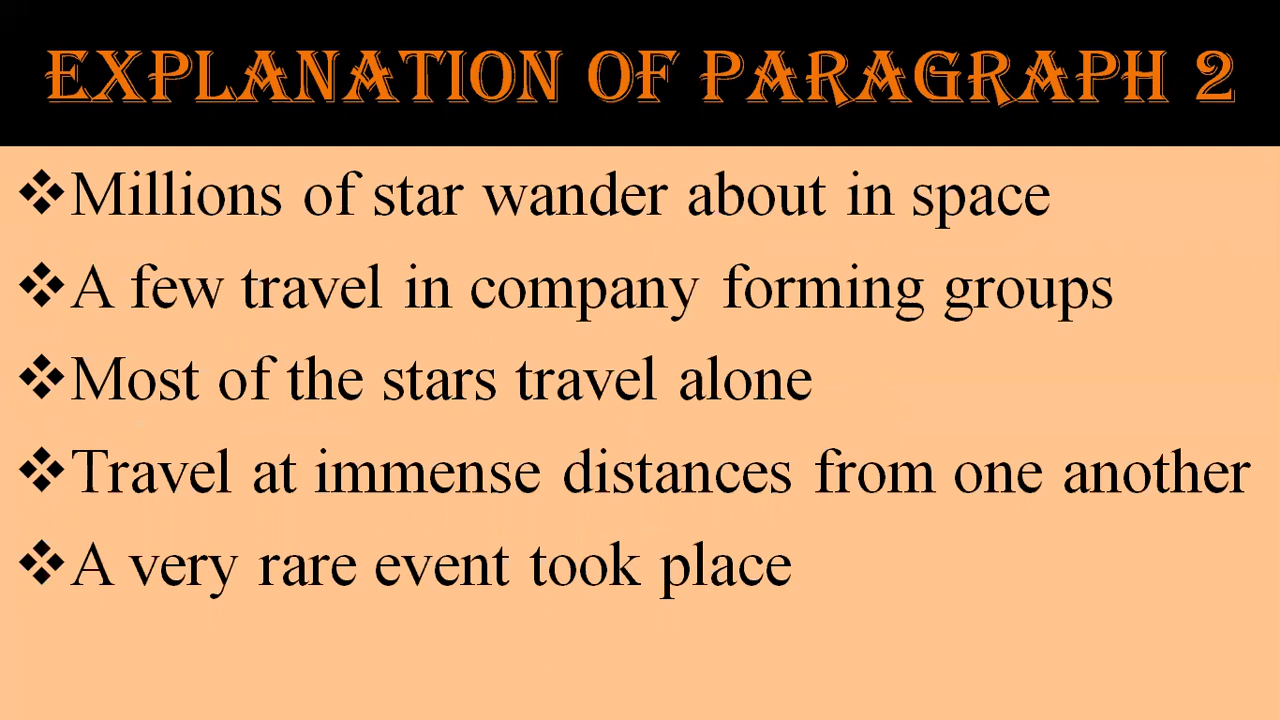 EXPLANATION OF PARAGRAPH 2
❖Millions of star wander about in space
❖A few travel in company forming groups
❖Most of the stars travel alone
❖Travel at immense distances from one another
❖A very rare event took place